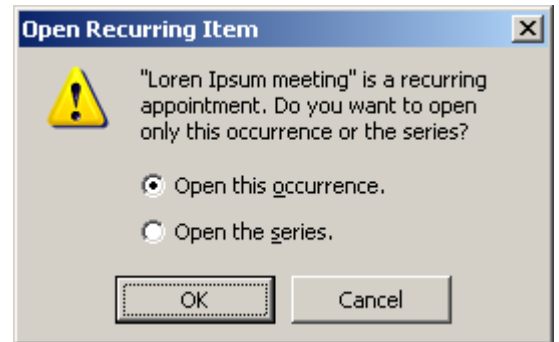 Open Recurring Item
"Loren Ipsum meeting" is a recurring
appointment. Do you want to open
only this occurrence or the series?
Open this occurrence.
Open the series.
OK
Cancel